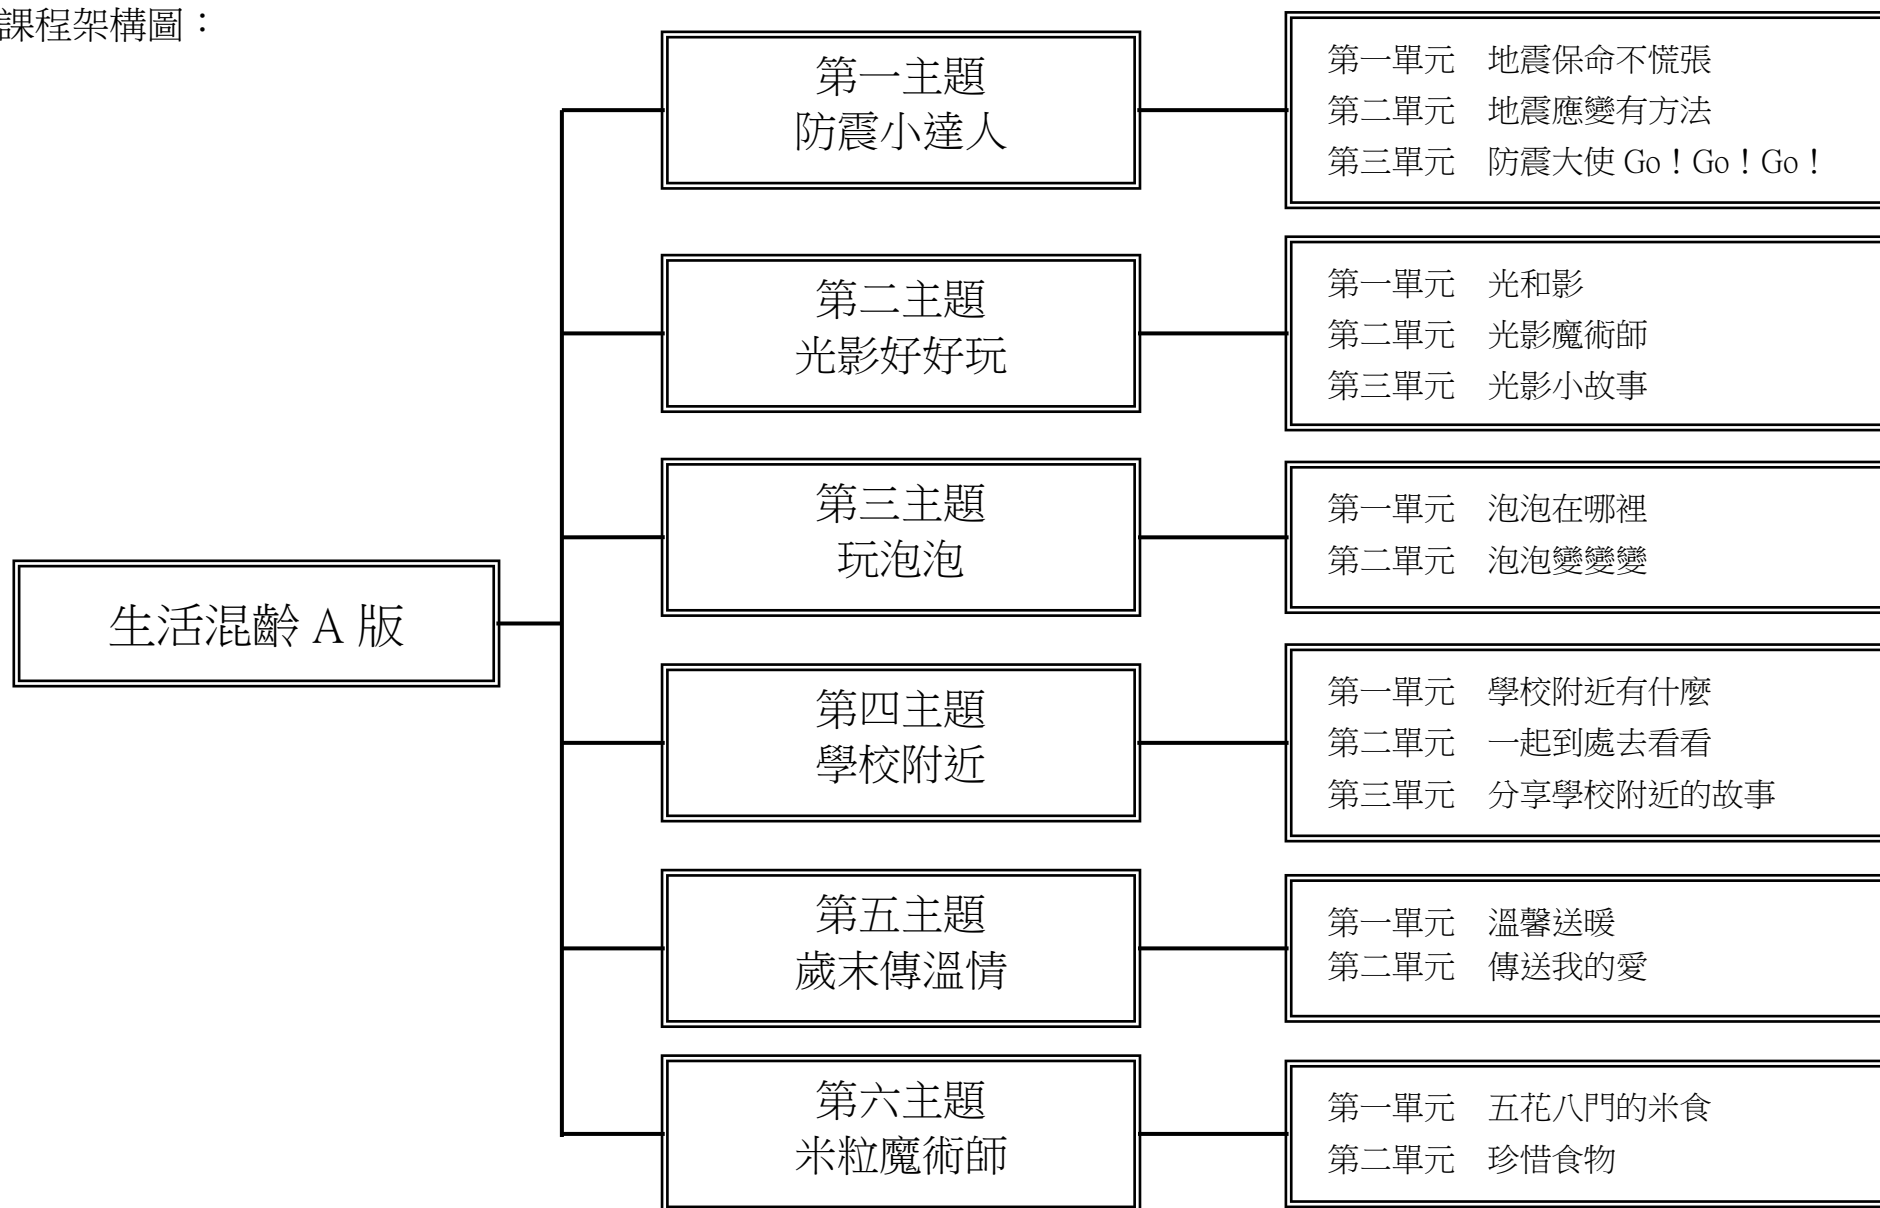 課程架構圖：
生活混齡 A 版
第一主題
防震小達人
第一單元　地震保命不慌張
第二單元　地震應變有方法
第三單元　防震大使 Go！Go！Go！
第二主題
光影好好玩
第一單元　光和影
第二單元　光影魔術師
第三單元　光影小故事
第三主題
玩泡泡
第一單元　泡泡在哪裡
第二單元　泡泡變變變
第四主題
學校附近
第一單元　學校附近有什麼
第二單元　一起到處去看看
第三單元　分享學校附近的故事
第五主題
歲末傳溫情
第一單元　溫馨送暖
第二單元　傳送我的愛
第六主題
米粒魔術師
第一單元　五花八門的米食
第二單元　珍惜食物